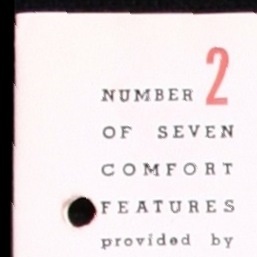 NUMBER 2
OF SEVEN
COMFORT
FEATURES
provided by